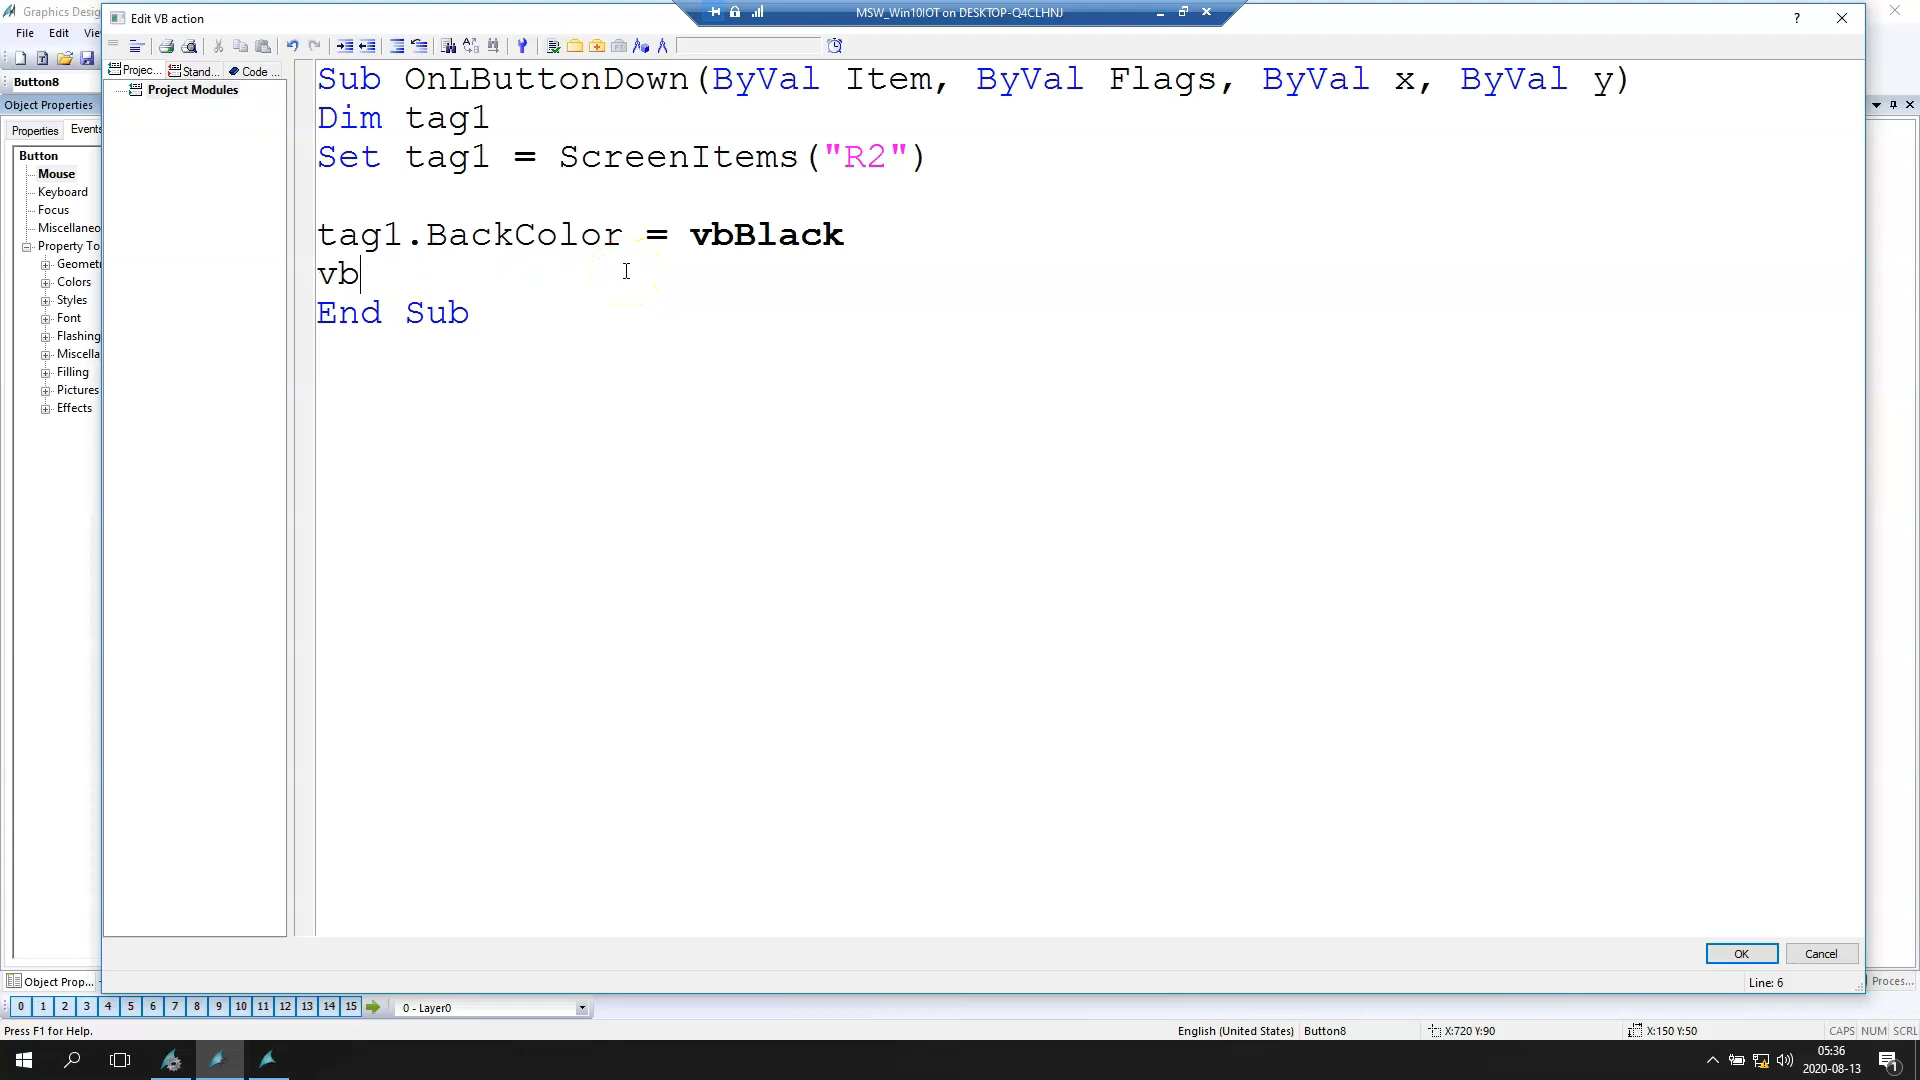 Graphics Desig
Edit VB action
MSW_Win10IOT on DESKTOP-Q4CLHNJ
File Edit Vie
Button8
Object Properties
Properties Events
Button
Mouse
Keyboard
Focus
Miscellaneou
Property To
Geomet
Colors
Styles
Font
Flashing
Miscella
Filling
Pictures
Effects
Projec... Stand... Code ...
Project Modules
Sub OnLButtonDown(ByVal Item, ByVal Flags, ByVal x, ByVal y)
Dim tag1
Set tag1 = ScreenItems("R2")
tag1.BackColor = vbBlack
vb
End Sub
OK Cancel
Line: 6
Object Prop...
Proces...
0 1 2 3 4 5 6 7 8 9 10 11 12 13 14 15
0 - Layer0
Press F1 for Help.
English (United States) Button8 X:720 Y:90 X:150 Y:50 CAPS NUM SCRL
05:36
2020-08-13
1